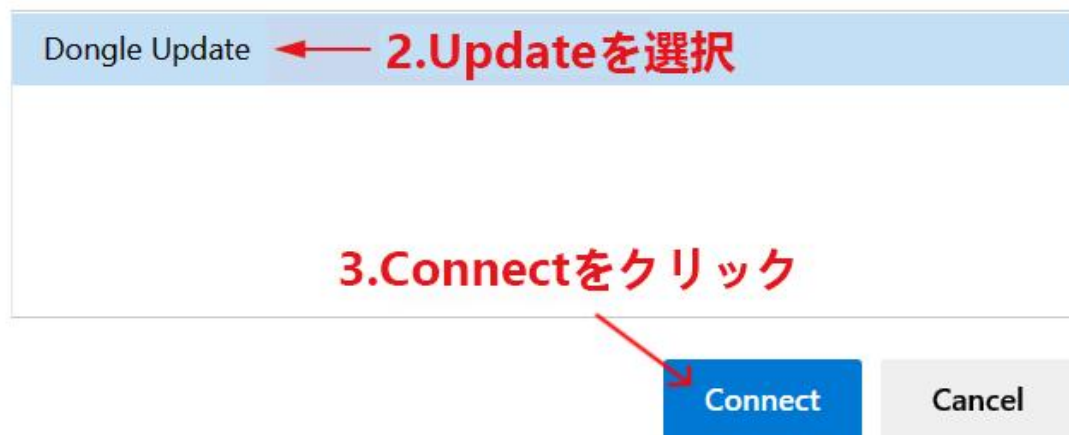 Dongle Update
2.Updateを選択
3.Connectをクリック
Connect
Cancel